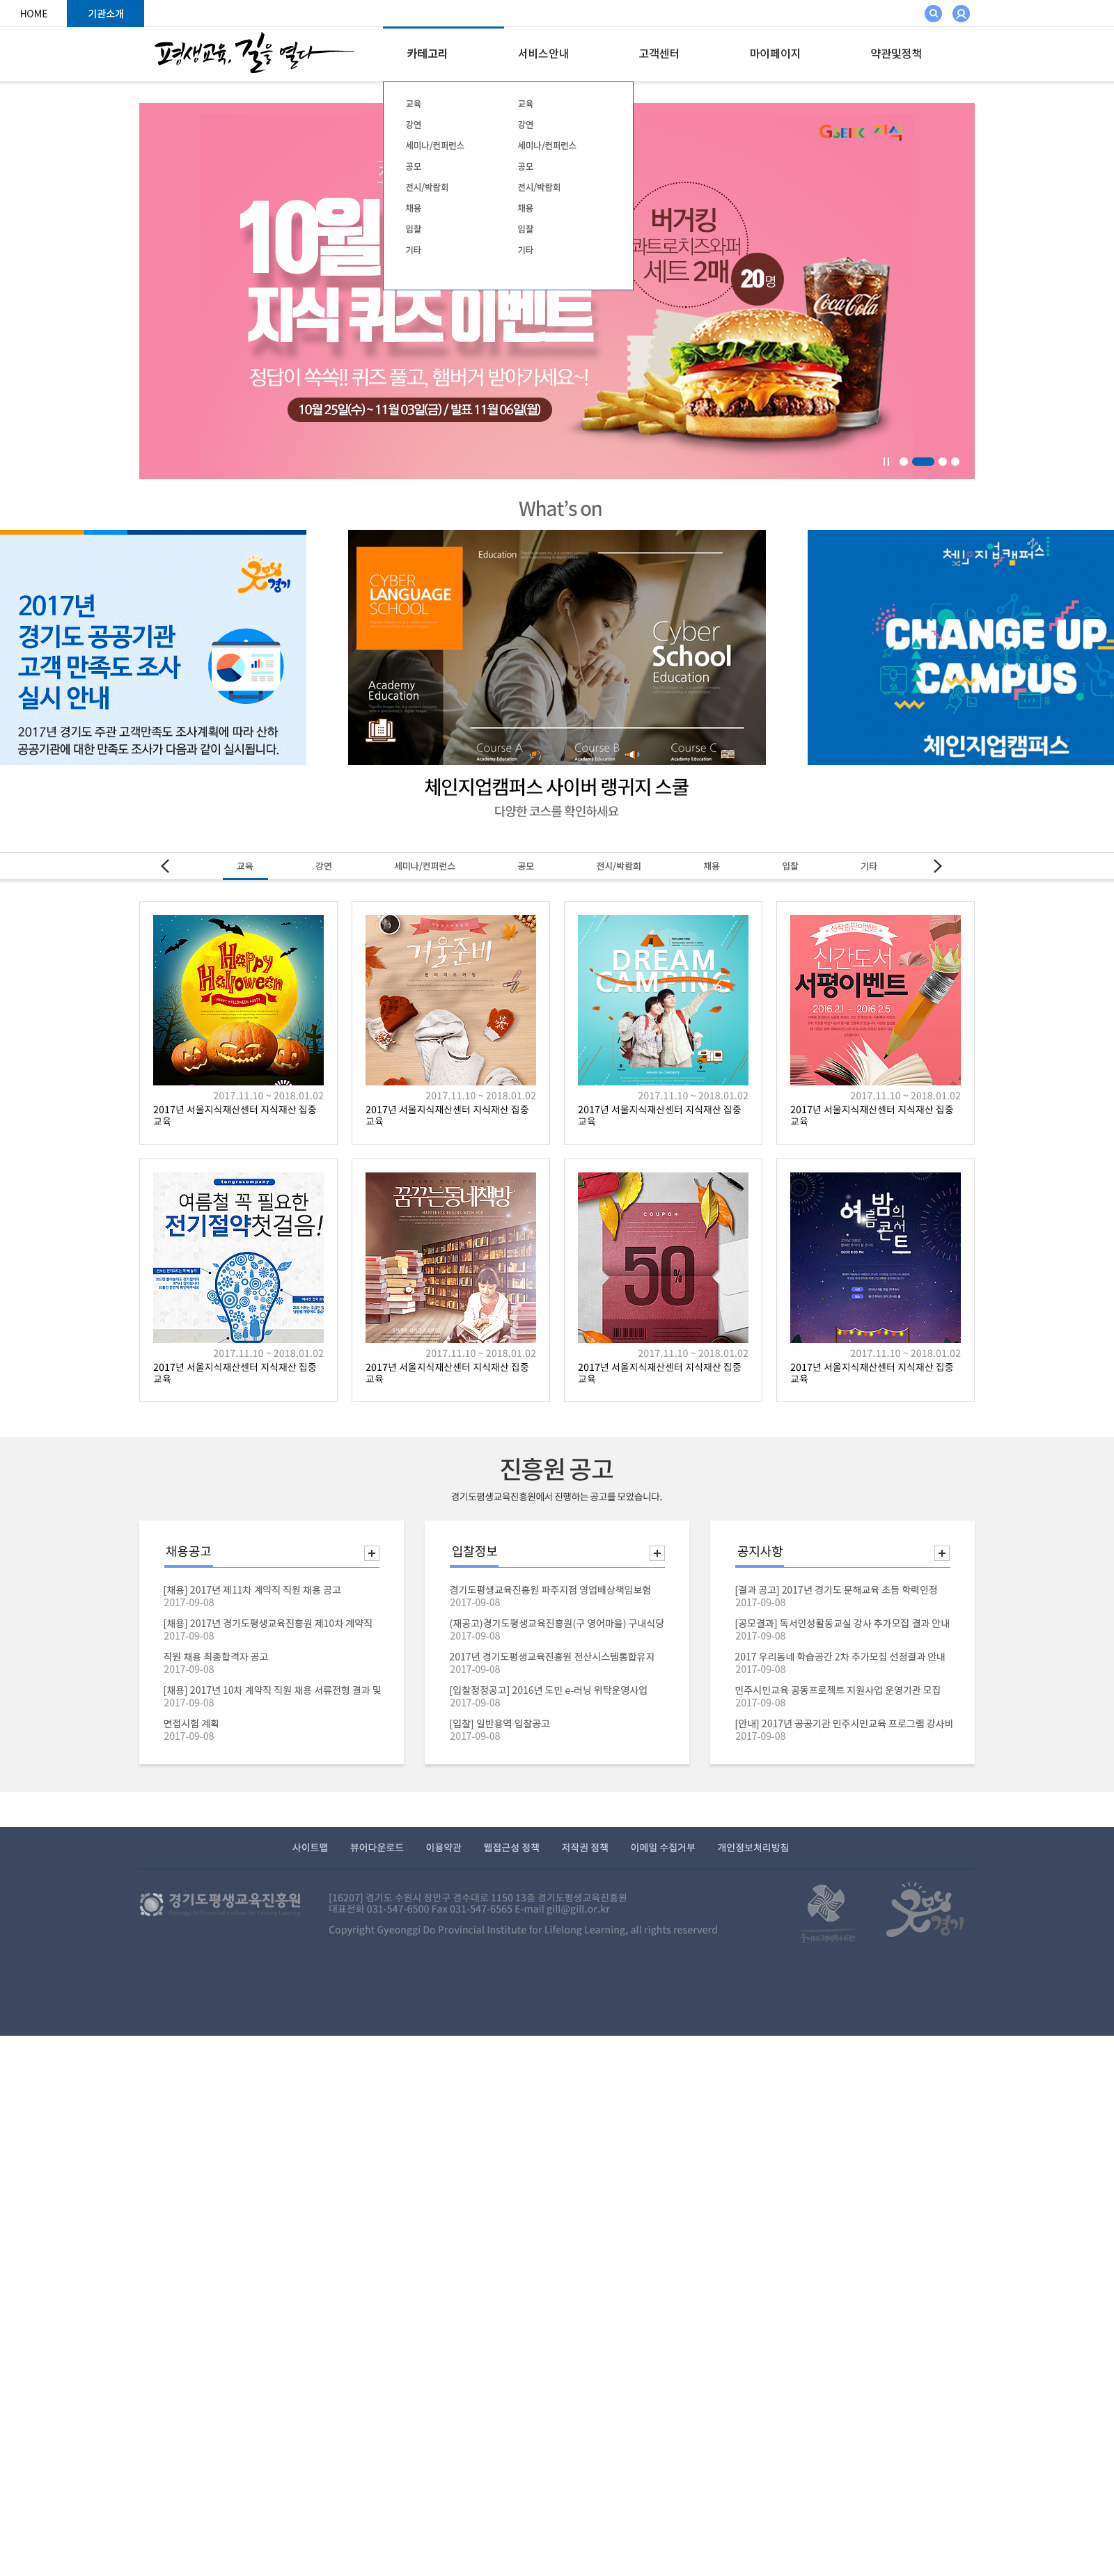 HOME
기관소개
평생교육, 길을 열다
카테고리
서비스안내
고객센터
마이페이지
약관및정책
교육
교육
강연
강연
세미나/컨퍼런스
세미나/컨퍼런스
공모
공모
전시/박람회
전시/박람회
채용
채용
입찰
입찰
기타
기타
GSEEK 지식
10월
지식 퀴즈 이벤트
정답이 쏙쏙!! 퀴즈 풀고, 햄버거 받아가세요~!
10월 25일(수) ~ 11월 03일(금) / 발표 11월 06일(월)
버거킹
콰트로치즈와퍼
세트 2매
20명
Coca-Cola
What's on
2017년
경기도 공공기관
고객 만족도 조사
실시 안내
2017년 경기도 주관 고객만족도 조사계획에 따라 산하
공공기관에 대한 만족도 조사가 다음과 같이 실시됩니다.
CYBER
LANGUAGE
SCHOOL
Education
Cyber
School
Education
Academy
Education
Course A
Academy Education
Course B
Academy Education
Course C
Academy Education
체인지업캠퍼스
CHANGE UP
CAMPUS
체인지업캠퍼스
체인지업캠퍼스 사이버 랭귀지 스쿨
다양한 코스를 확인하세요
교육
강연
세미나/컨퍼런스
공모
전시/박람회
채용
입찰
기타
Happy
Halloween
HAPPY HALLOWEEN PARTY
겨울준비
DREAM
CAMPING
신작출판이벤트
신간도서
서평이벤트
2016.2.1 ~ 2016.2.5
2017.11.10 ~ 2018.01.02
2017년 서울지식재산센터 지식재산 집중
교육
2017.11.10 ~ 2018.01.02
2017년 서울지식재산센터 지식재산 집중
교육
2017.11.10 ~ 2018.01.02
2017년 서울지식재산센터 지식재산 집중
교육
2017.11.10 ~ 2018.01.02
2017년 서울지식재산센터 지식재산 집중
교육
tongrocompany
여름철 꼭 필요한
전기절약첫걸음!
꿈꾸는동네책방
HAPPINESS BEGINS WITH YOU
COUPON
50%
여름밤의 콘서트
2017.11.10 ~ 2018.01.02
2017년 서울지식재산센터 지식재산 집중
교육
2017.11.10 ~ 2018.01.02
2017년 서울지식재산센터 지식재산 집중
교육
2017.11.10 ~ 2018.01.02
2017년 서울지식재산센터 지식재산 집중
교육
2017.11.10 ~ 2018.01.02
2017년 서울지식재산센터 지식재산 집중
교육
진흥원 공고
경기도평생교육진흥원에서 진행하는 공고를 모았습니다.
채용공고
[채용] 2017년 제11차 계약직 직원 채용 공고
2017-09-08
[채용] 2017년 경기도평생교육진흥원 제10차 계약직
2017-09-08
직원 채용 최종합격자 공고
2017-09-08
[채용] 2017년 10차 계약직 직원 채용 서류전형 결과 및
2017-09-08
면접시험 계획
2017-09-08
입찰정보
경기도평생교육진흥원 파주지점 영업배상책임보험
2017-09-08
(재공고)경기도평생교육진흥원(구 영어마을) 구내식당
2017-09-08
2017년 경기도평생교육진흥원 전산시스템통합유지
2017-09-08
[입찰정정공고] 2016년 도민 e-러닝 위탁운영사업
2017-09-08
[입찰] 일반용역 입찰공고
2017-09-08
공지사항
[결과 공고] 2017년 경기도 문해교육 초등 학력인정
2017-09-08
[공모결과] 독서인성활동교실 강사 추가모집 결과 안내
2017-09-08
2017 우리동네 학습공간 2차 추가모집 선정결과 안내
2017-09-08
민주시민교육 공동프로젝트 지원사업 운영기관 모집
2017-09-08
[안내] 2017년 공공기관 민주시민교육 프로그램 강사비
2017-09-08
사이트맵
뷰어다운로드
이용약관
웹접근성 정책
저작권 정책
이메일 수집거부
개인정보처리방침
경기도평생교육진흥원
[16207] 경기도 수원시 장안구 경수대로 1150 13층 경기도평생교육진흥원
대표전화 031-547-6500 Fax 031-547-6565 E-mail gill@gill.or.kr
Copyright Gyeonggi Do Provincial Institute for Lifelong Learning, all rights reserverd